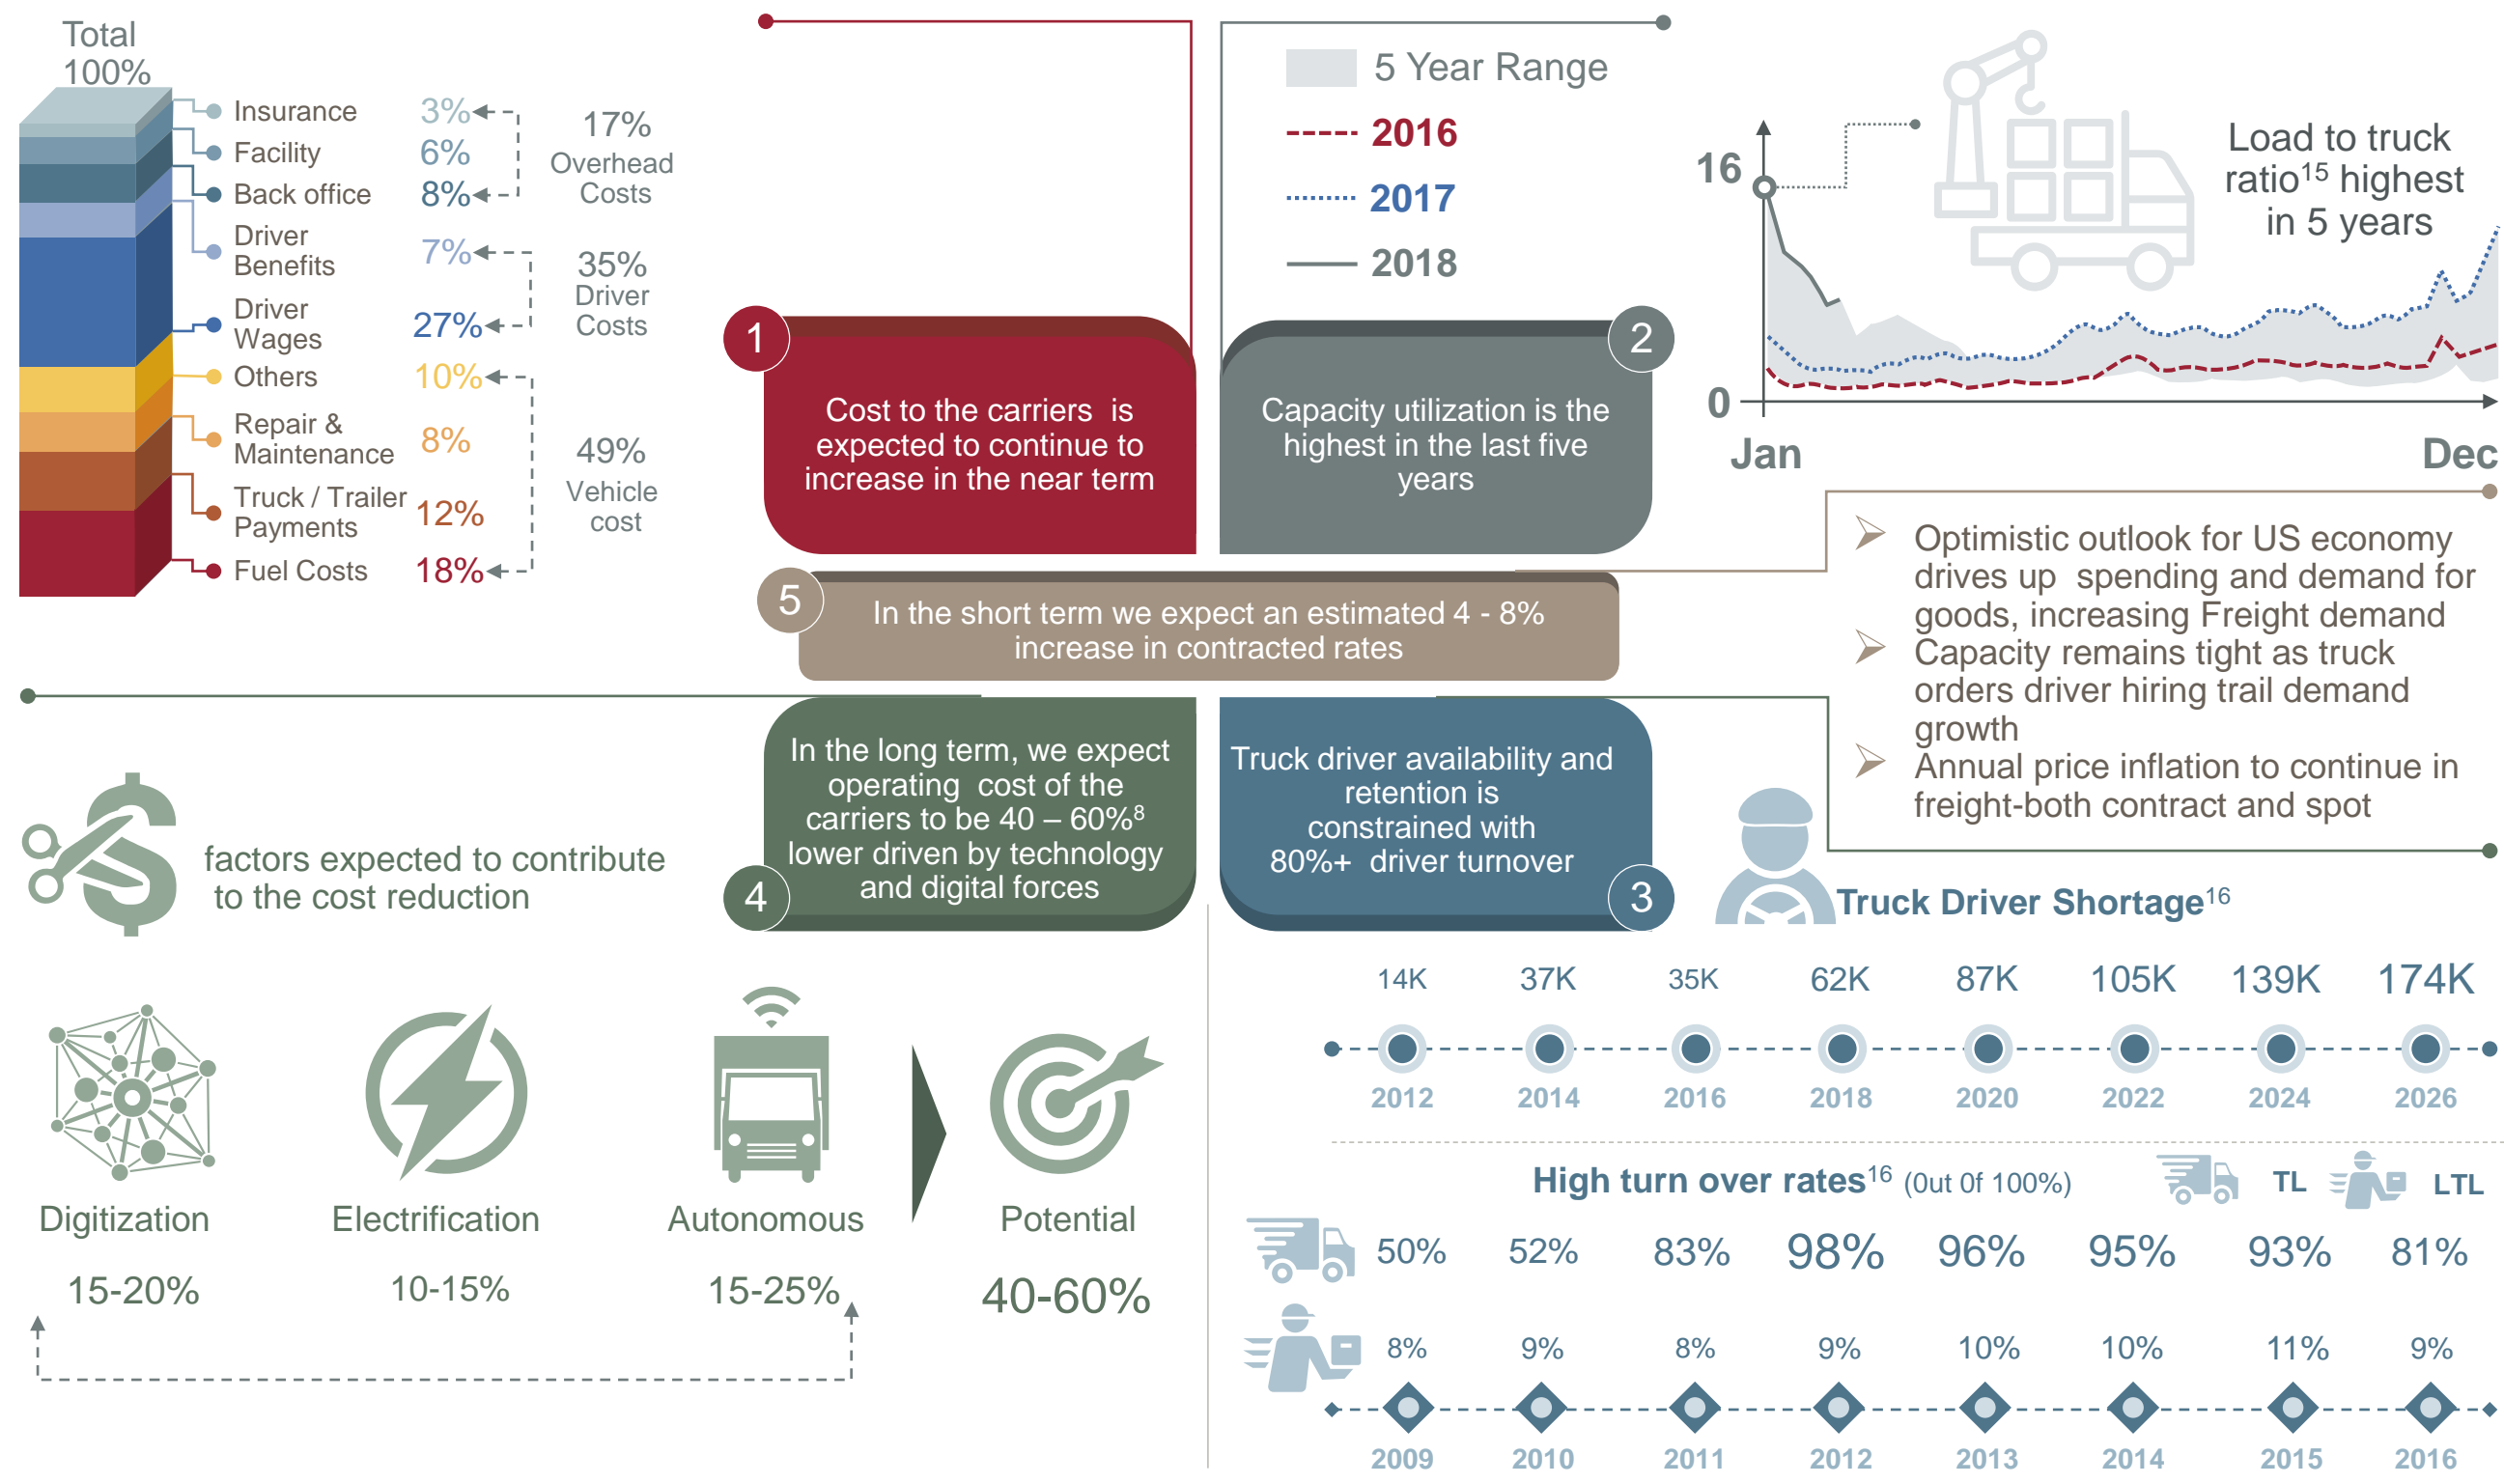 Total
100%
Insurance 3%
Facility 6%
Back office 8%
17%
Overhead
Costs
Driver
Benefits 7%
Driver
Wages 27%
35%
Driver
Costs
Others 10%
Repair &
Maintenance 8%
Truck / Trailer
Payments 12%
Fuel Costs 18%
49%
Vehicle
cost
1
Cost to the carriers is
expected to continue to
increase in the near term
5 Year Range
2016
2017
2018
2
Capacity utilization is the
highest in the last five
years
16
0
Jan
Dec
Load to truck
ratio15 highest
in 5 years
5
In the short term we expect an estimated 4 - 8%
increase in contracted rates
Optimistic outlook for US economy
drives up spending and demand for
goods, increasing Freight demand
Capacity remains tight as truck
orders driver hiring trail demand
growth
Annual price inflation to continue in
freight-both contract and spot
4
In the long term, we expect
operating cost of the
carriers to be 40 – 60%8
lower driven by technology
and digital forces
factors expected to contribute
to the cost reduction
Digitization
Electrification
Autonomous
Potential
15-20%
10-15%
15-25%
40-60%
Truck driver availability and
retention is
constrained with
80%+ driver turnover
3
Truck Driver Shortage16
14K 37K 35K 62K 87K 105K 139K 174K
2012 2014 2016 2018 2020 2022 2024 2026
High turn over rates16 (0ut 0f 100%)
TL
LTL
50% 52% 83% 98% 96% 95% 93% 81%
8% 9% 8% 9% 10% 10% 11% 9%
2009 2010 2011 2012 2013 2014 2015 2016